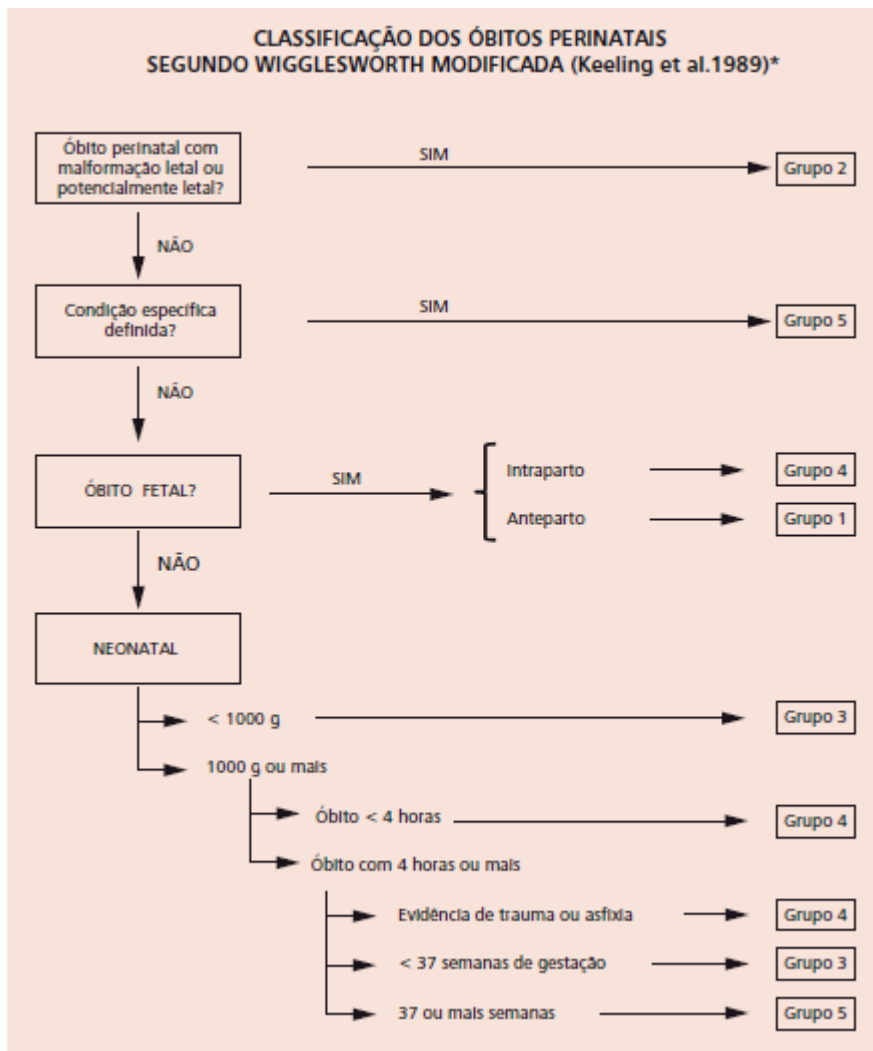 CLASSIFICAÇÃO DOS ÓBITOS PERINATAIS
SEGUNDO WIGGLESWORTH MODIFICADA (Keeling et al.1989)*
Óbito perinatal com
malformação letal ou
potencialmente letal?
SIM
Grupo 2
NÃO
Condição específica
definida?
SIM
Grupo 5
NÃO
ÓBITO FETAL?
SIM
Intraparto
Grupo 4
Anteparto
Grupo 1
NÃO
NEONATAL
< 1000 g
Grupo 3
1000 g ou mais
Óbito < 4 horas
Grupo 4
Óbito com 4 horas ou mais
Evidência de trauma ou asfixia
Grupo 4
< 37 semanas de gestação
Grupo 3
37 ou mais semanas
Grupo 5